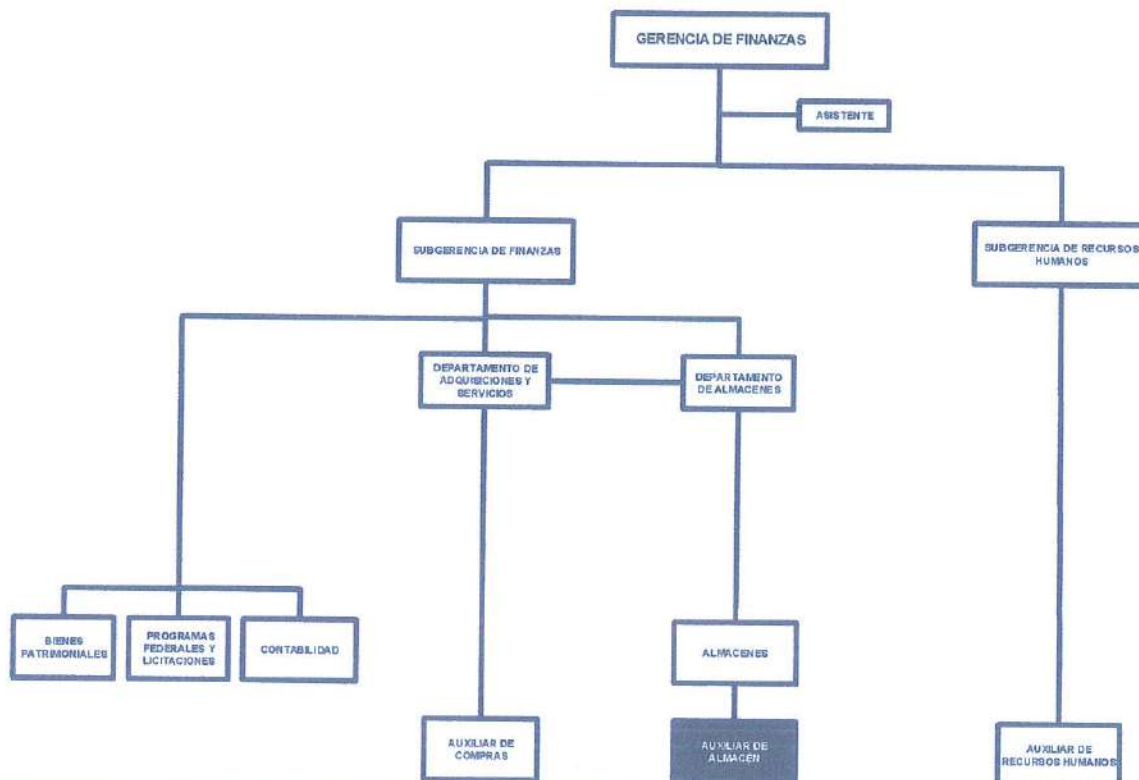 GERENCIA DE FINANZAS
ASISTENTE
SUBGERENCIA DE FINANZAS
SUBGERENCIA DE RECURSOS
HUMANOS
DEPARTAMENTO DE
ADQUISICIONES Y
SERVICIOS
DEPARTAMENTO
DE ALMACENES
BIENES
PATRIMONIALES
PROGRAMAS
FEDERALES Y
LICITACIONES
CONTABILIDAD
ALMACENES
AUXILIAR DE
COMPRAS
AUXILIAR DE
ALMACÉN
AUXILIAR DE
RECURSOS HUMANOS